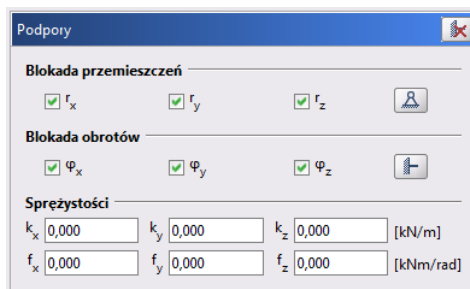 Podpory
Blokada przemieszczeń
rx ry rz
Blokada obrotów
φx φy φz
Sprężystości
kx 0,000 ky 0,000 kz 0,000 [kN/m]
fx 0,000 fy 0,000 fz 0,000 [kNm/rad]